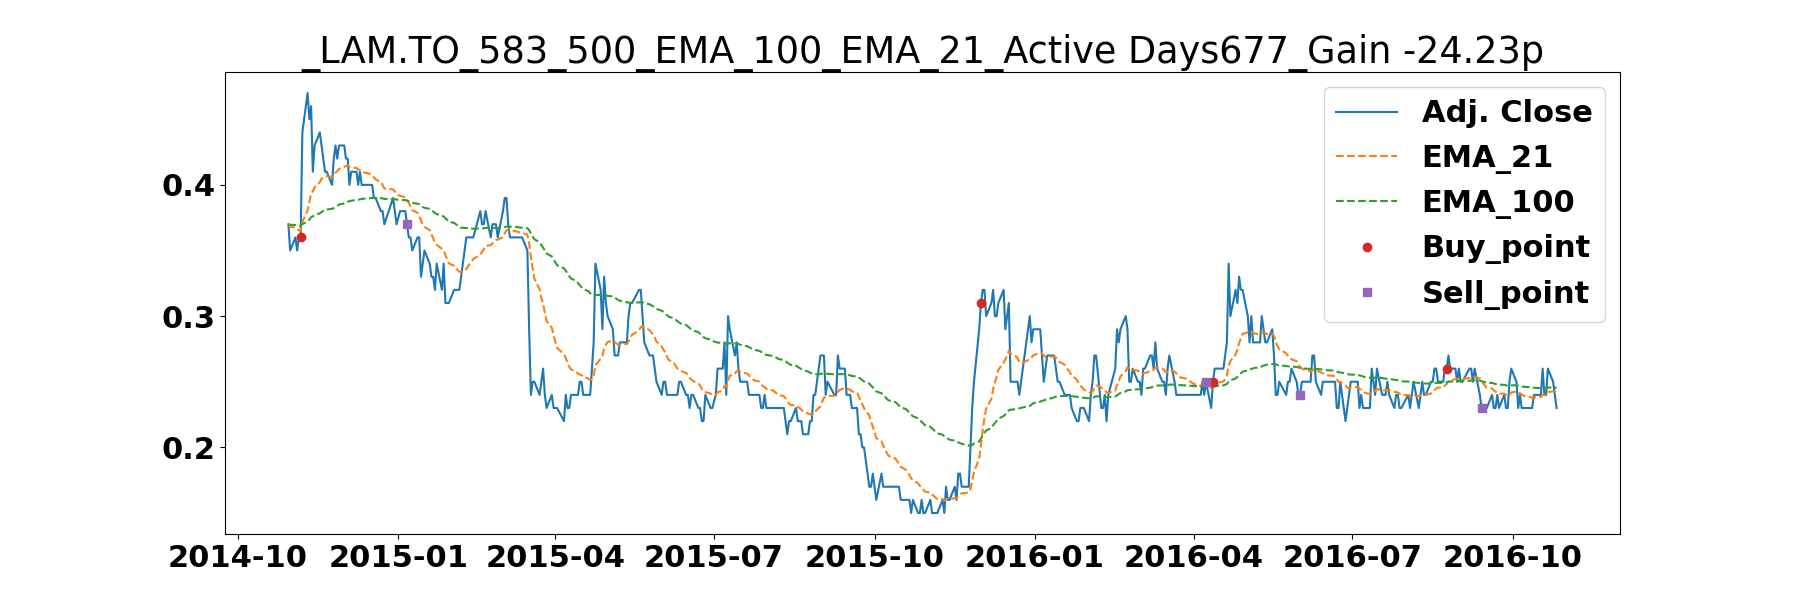 _LAM.TO_583_500_EMA_100_EMA_21_Active Days677_Gain -24.23p
Adj. Close
EMA_21
EMA_100
Buy_point
Sell_point
0.4
0.3
0.2
2014-10 2015-01 2015-04 2015-07 2015-10 2016-01 2016-04 2016-07 2016-10